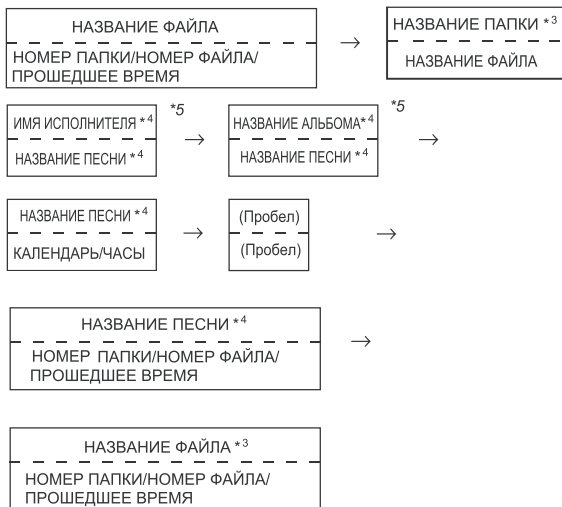 НАЗВАНИЕ ФАЙЛА
НОМЕР ПАПКИ/НОМЕР ФАЙЛА/
ПРОШЕДШЕЕ ВРЕМЯ
→
НАЗВАНИЕ ПАПКИ *3
НАЗВАНИЕ ФАЙЛА
ИМЯ ИСПОЛНИТЕЛЯ *4
НАЗВАНИЕ ПЕСНИ *4
*5
→
НАЗВАНИЕ АЛЬБОМА*4
НАЗВАНИЕ ПЕСНИ *4
*5
→
НАЗВАНИЕ ПЕСНИ *4
КАЛЕНДАРЬ/ЧАСЫ
→
(Пробел)
(Пробел)
→
НАЗВАНИЕ ПЕСНИ *4
НОМЕР ПАПКИ/НОМЕР ФАЙЛА/
ПРОШЕДШЕЕ ВРЕМЯ
→
НАЗВАНИЕ ФАЙЛА *3
НОМЕР ПАПКИ/НОМЕР ФАЙЛА/
ПРОШЕДШЕЕ ВРЕМЯ